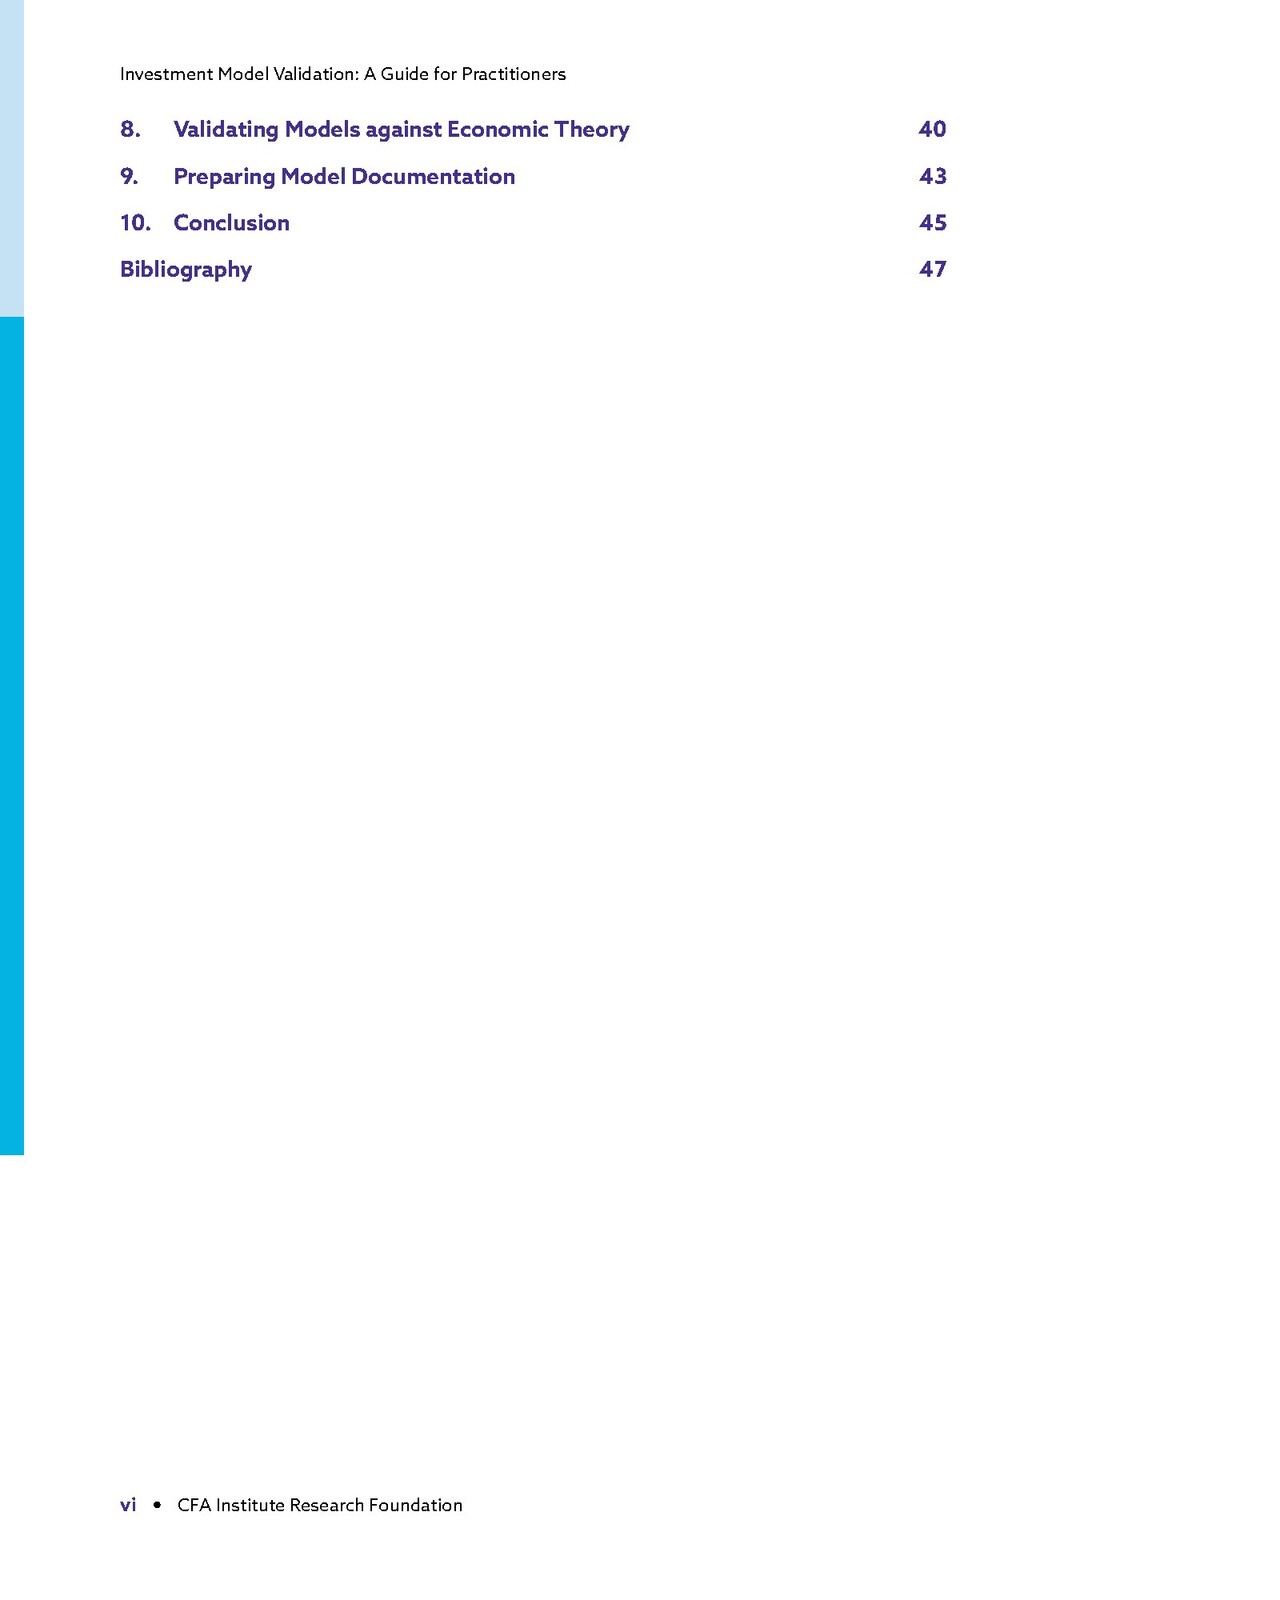 Investment Model Validation: A Guide for Practitioners
8. Validating Models against Economic Theory 40
9. Preparing Model Documentation 43
10. Conclusion 45
Bibliography 47
vi • CFA Institute Research Foundation